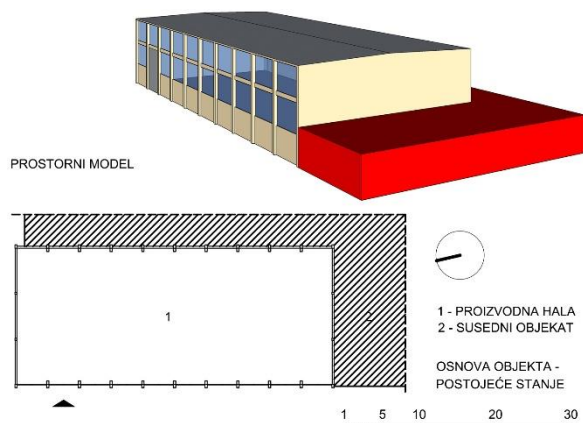 PROSTORNI MODEL
1
2
1 - PROIZVODNA HALA
2 - SUSEDNI OBJEKAT
OSNOVA OBJEKTA -
POSTOJEĆE STANJE
1 5 10 20 30